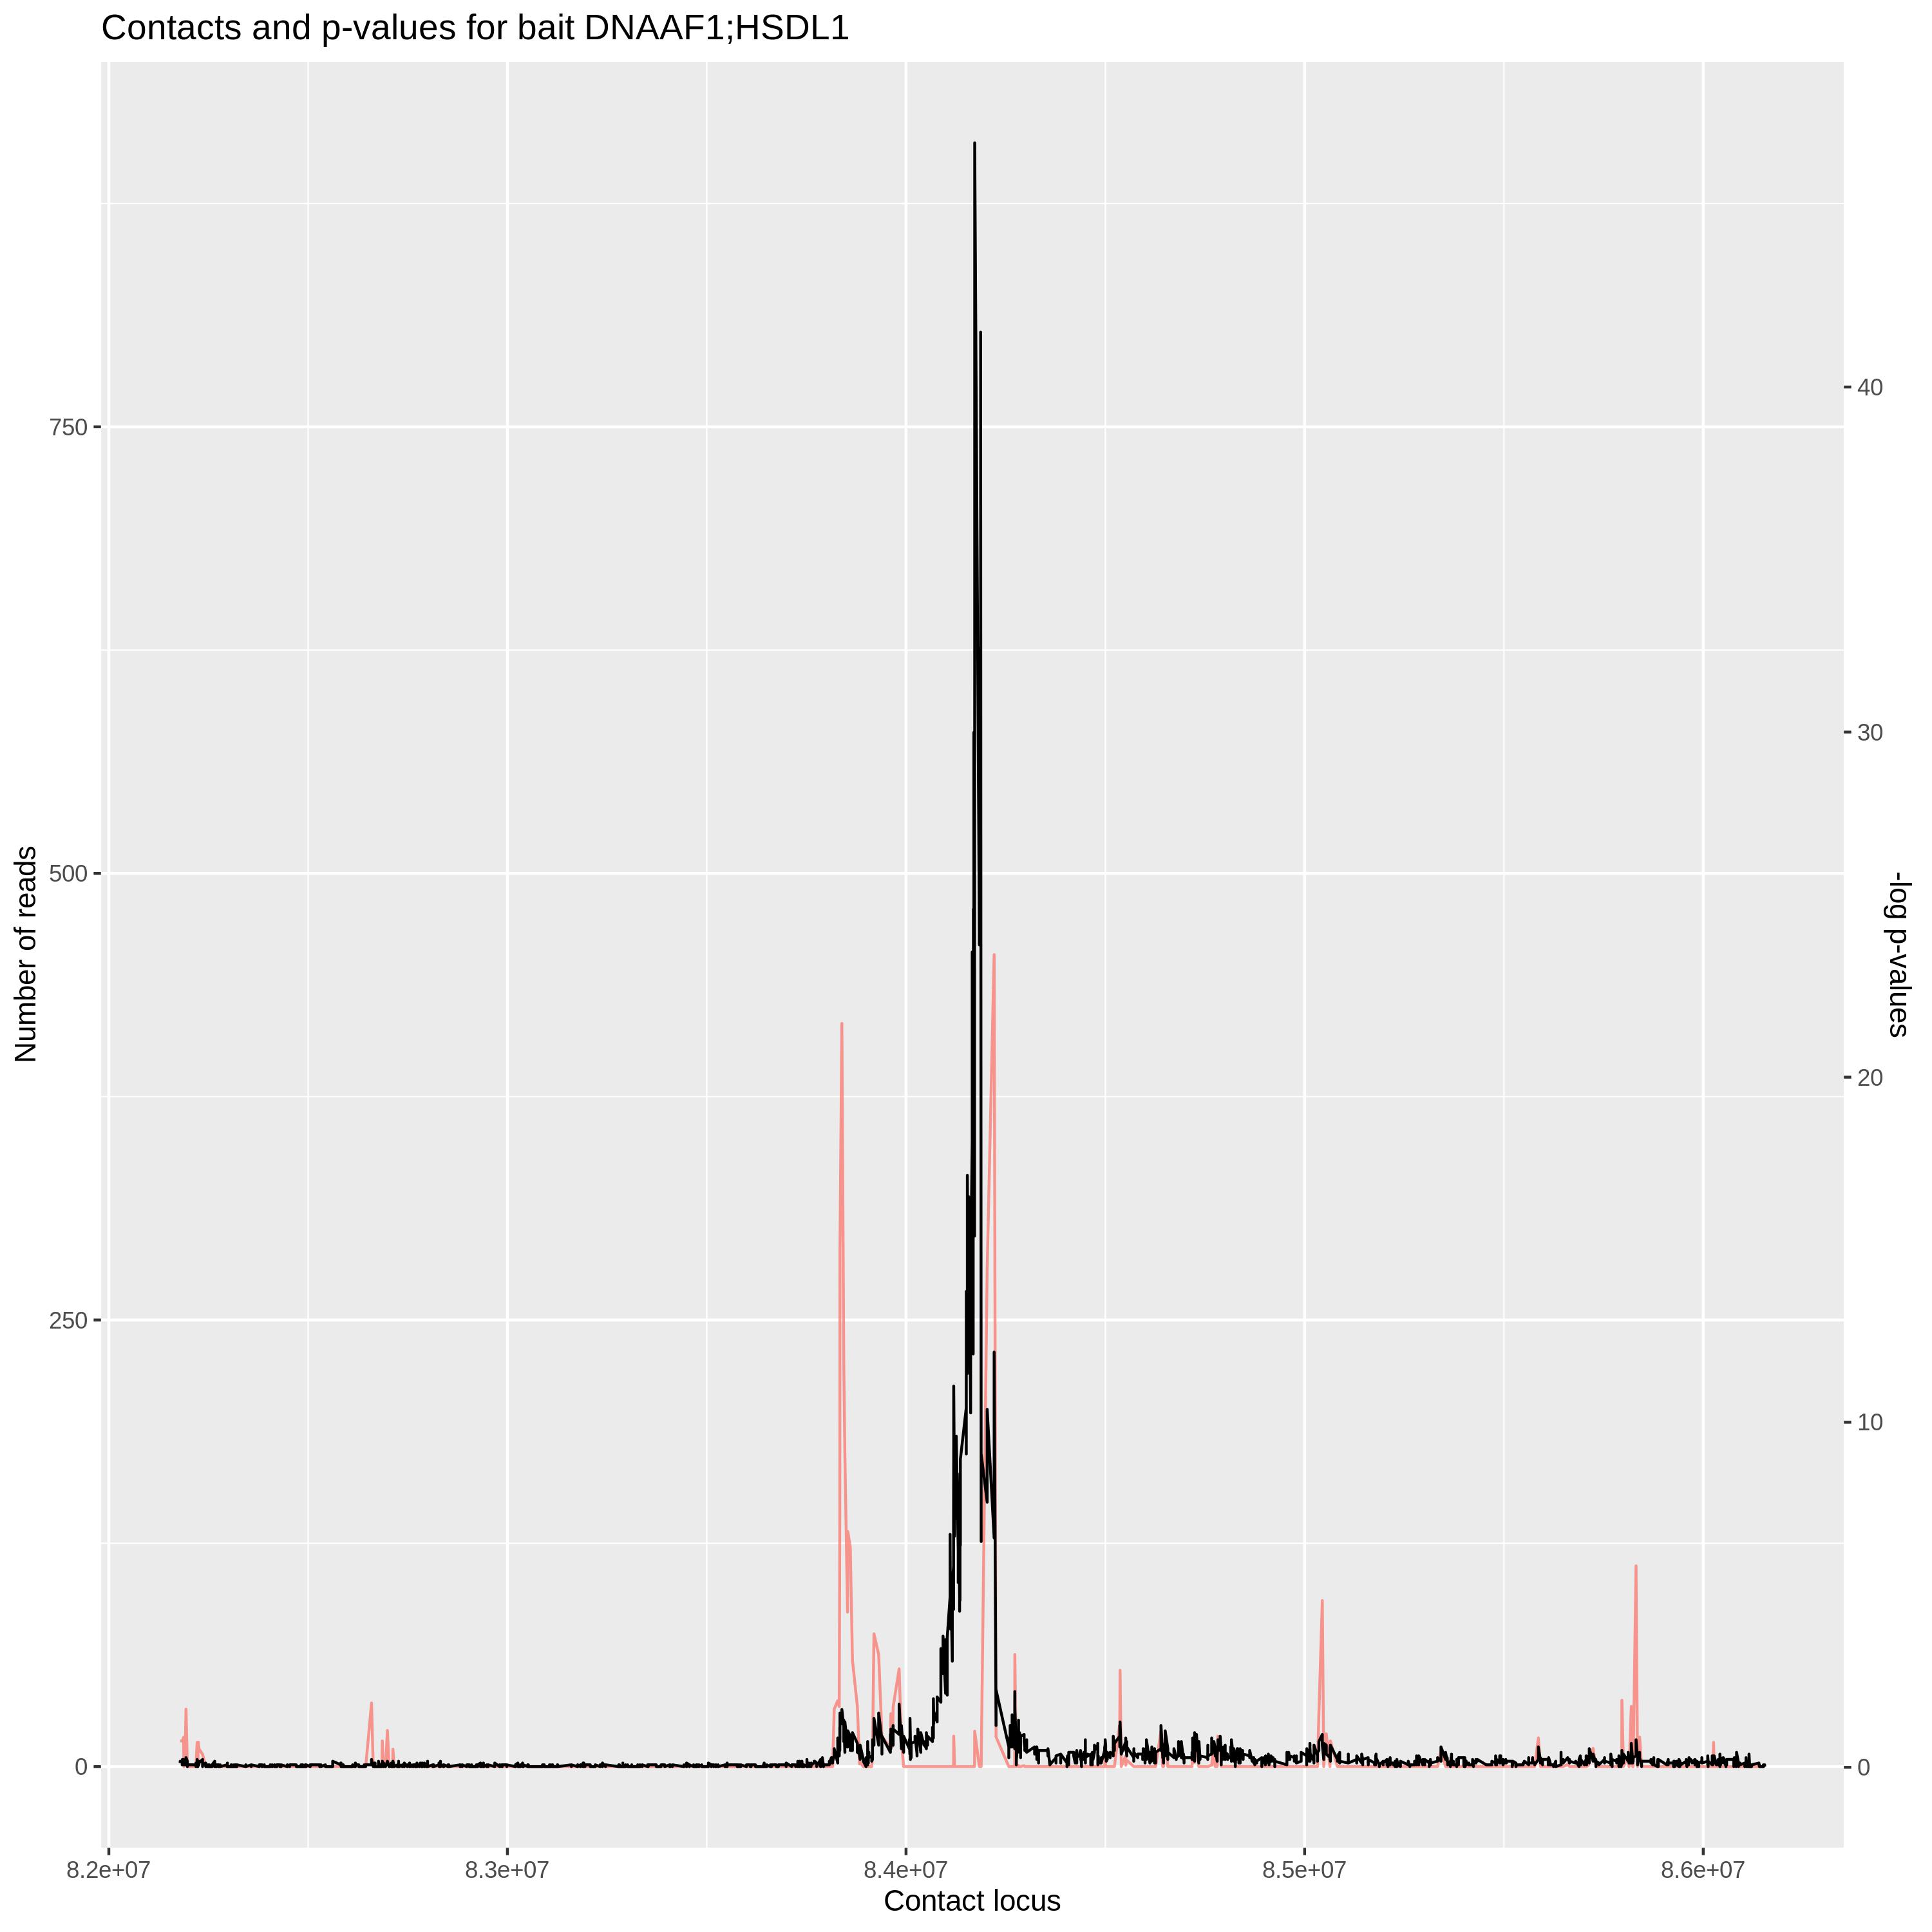 Contacts and p-values for bait DNAAF1;HSDL1
Number of reads
750
500
250
0
40
30
20
10
0
-log p-values
8.2e+07
8.3e+07
8.4e+07
8.5e+07
8.6e+07
Contact locus